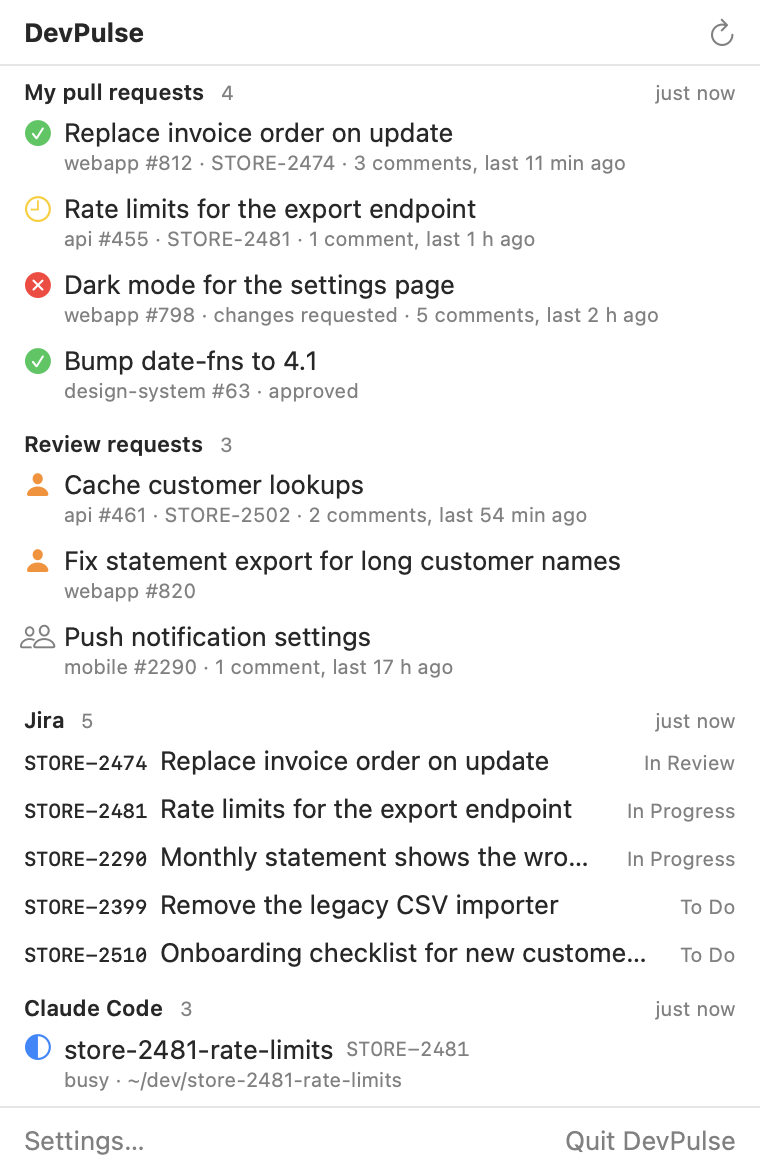 DevPulse
My pull requests 4 just now
Replace invoice order on update
webapp #812 · STORE-2474 · 3 comments, last 11 min ago
Rate limits for the export endpoint
api #455 · STORE-2481 · 1 comment, last 1 h ago
Dark mode for the settings page
webapp #798 · changes requested · 5 comments, last 2 h ago
Bump date-fns to 4.1
design-system #63 · approved
Review requests 3
Cache customer lookups
api #461 · STORE-2502 · 2 comments, last 54 min ago
Fix statement export for long customer names
webapp #820
Push notification settings
mobile #2290 · 1 comment, last 17 h ago
Jira 5 just now
STORE-2474 Replace invoice order on update In Review
STORE-2481 Rate limits for the export endpoint In Progress
STORE-2290 Monthly statement shows the wro... In Progress
STORE-2399 Remove the legacy CSV importer To Do
STORE-2510 Onboarding checklist for new custome... To Do
Claude Code 3 just now
store-2481-rate-limits STORE-2481
busy · ~/dev/store-2481-rate-limits
Settings... Quit DevPulse